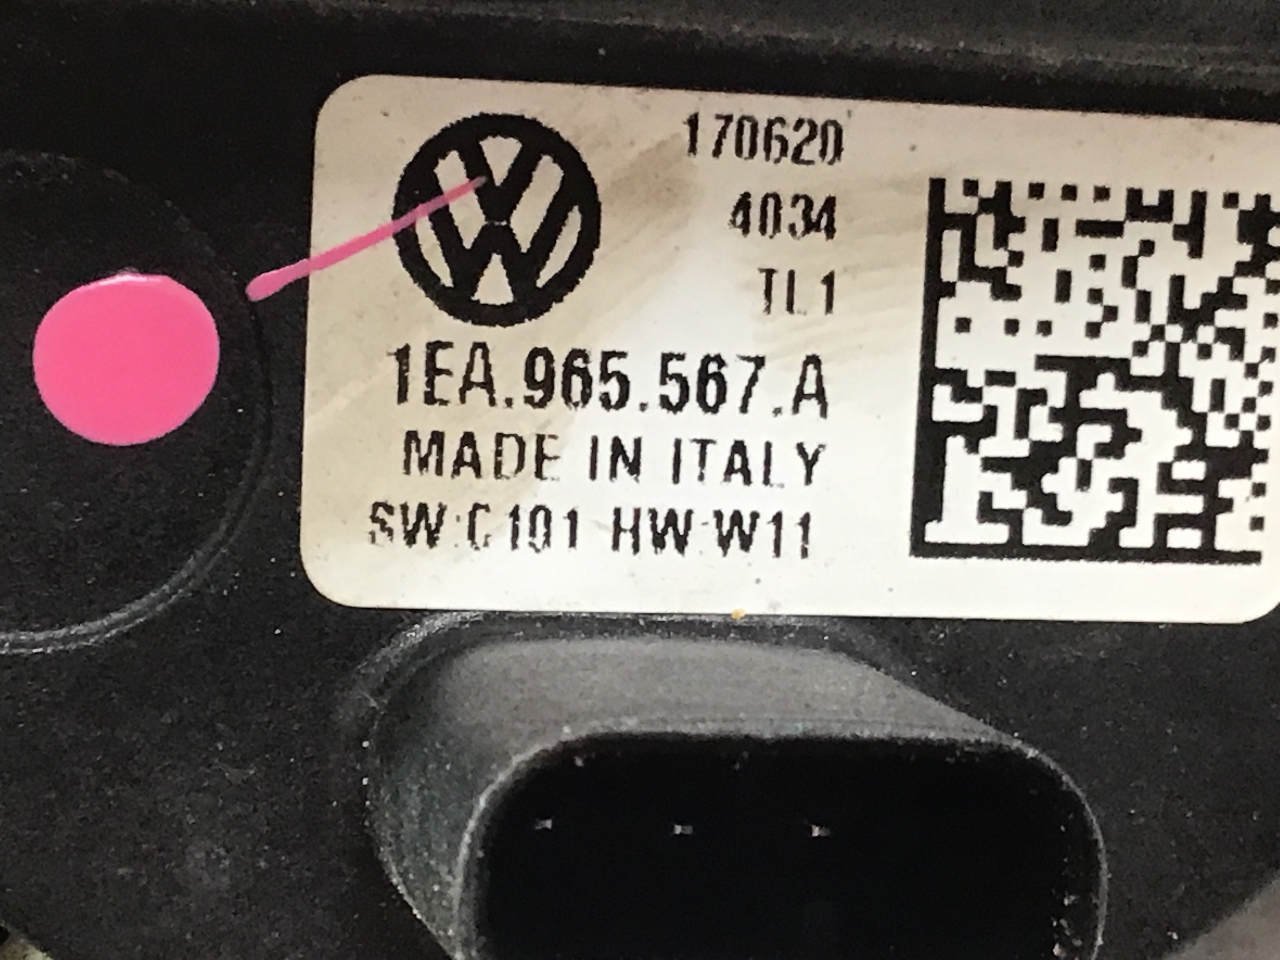 170620
4034
TL1
1EA.965.567.A
MADE IN ITALY
SW:C101 HW:W11